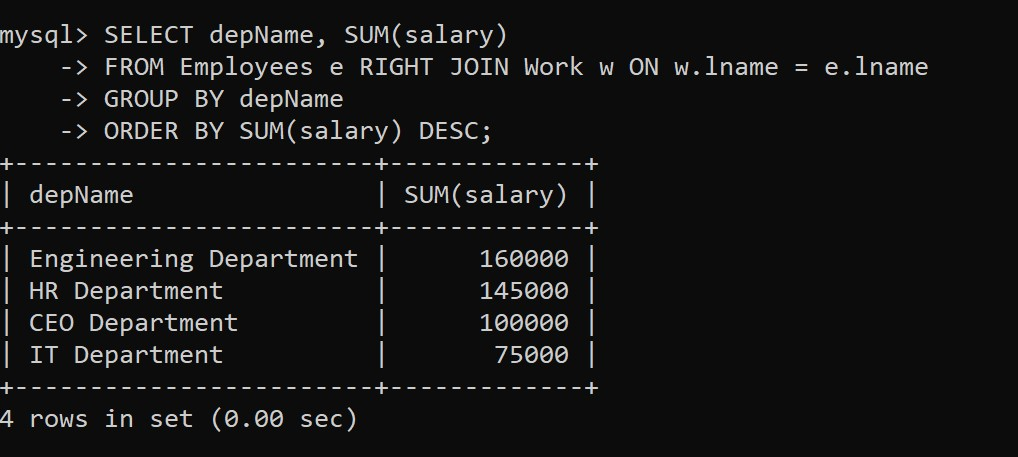 mysql> SELECT depName, SUM(salary)
    -> FROM Employees e RIGHT JOIN Work w ON w.lname = e.lname
    -> GROUP BY depName
    -> ORDER BY SUM(salary) DESC;
+------------------------+-------------+
| depName                | SUM(salary) |
+------------------------+-------------+
| Engineering Department |      160000 |
| HR Department          |      145000 |
| CEO Department         |      100000 |
| IT Department          |       75000 |
+------------------------+-------------+
4 rows in set (0.00 sec)